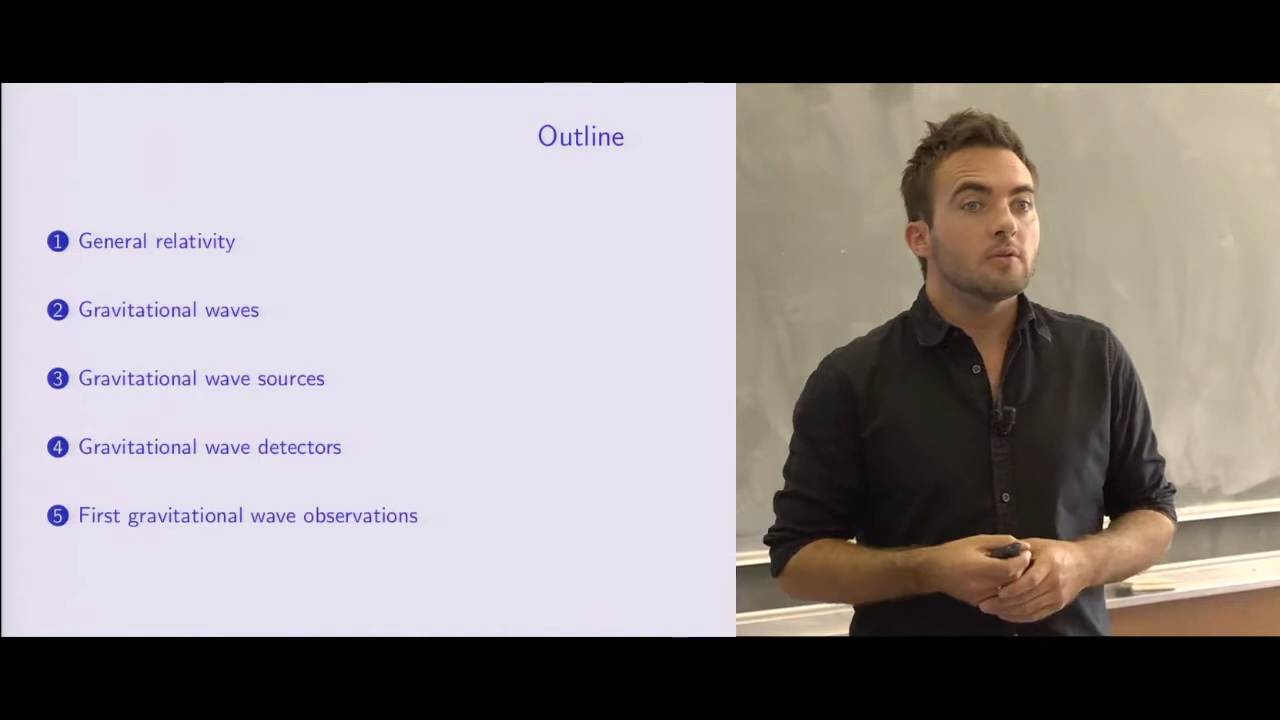 Outline
1 General relativity
2 Gravitational waves
3 Gravitational wave sources
4 Gravitational wave detectors
5 First gravitational wave observations